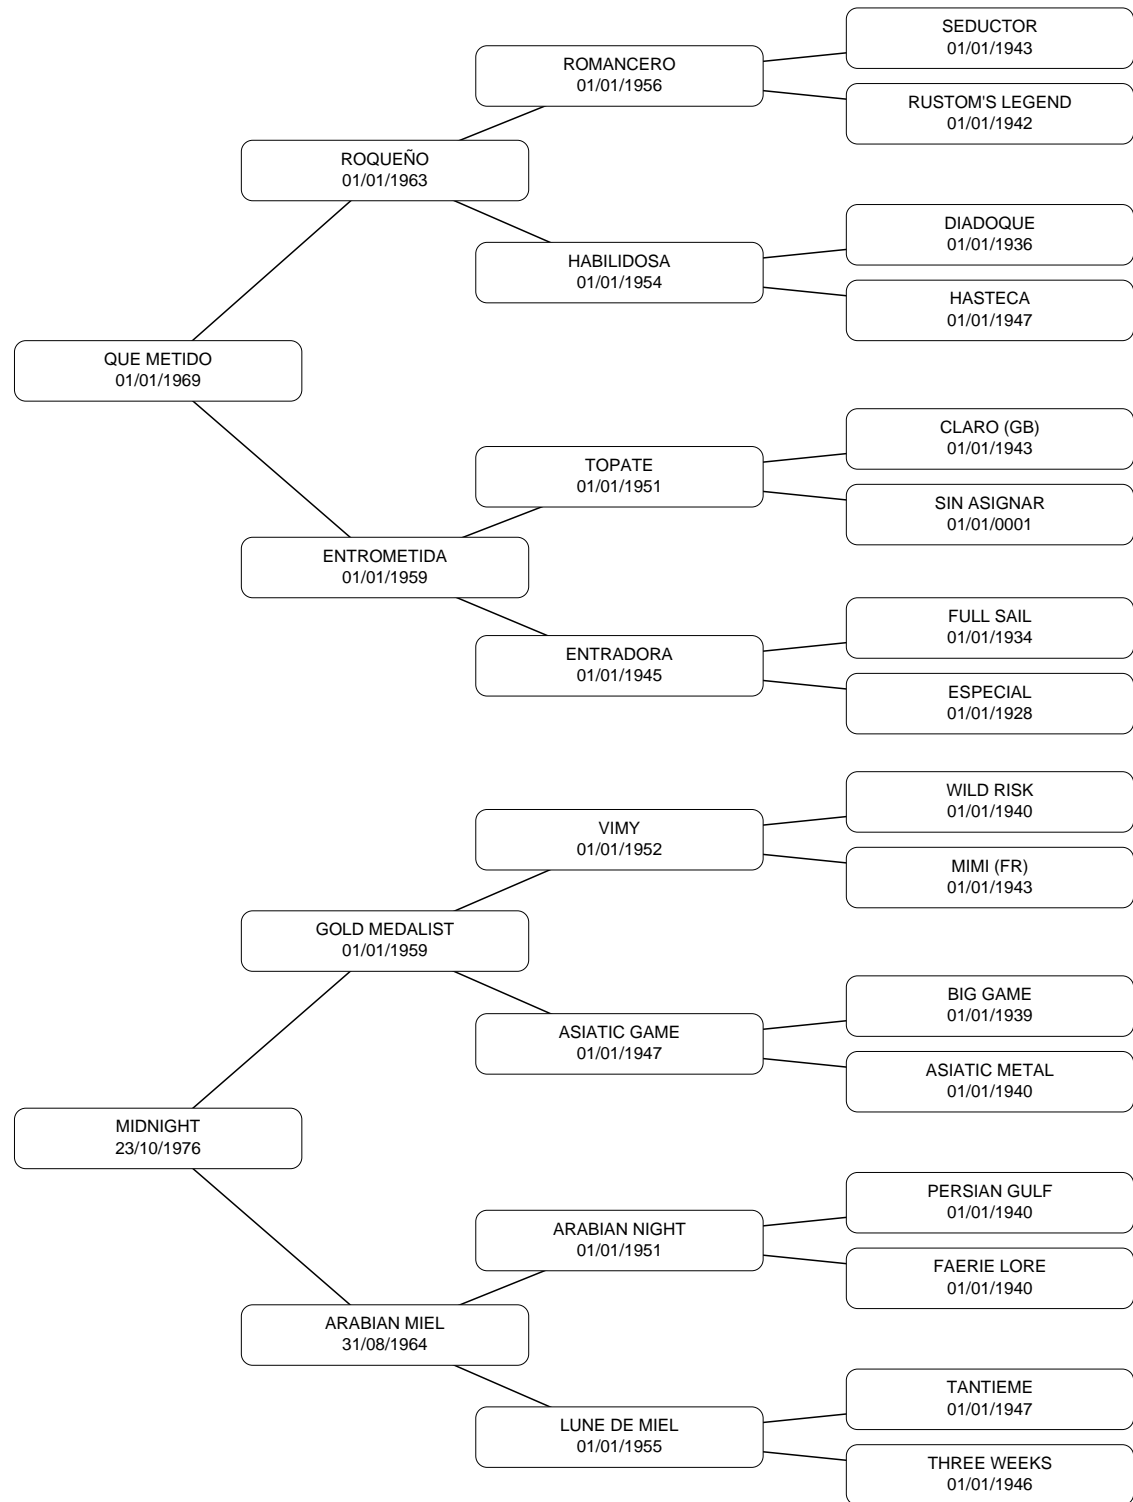 SEDUCTOR
01/01/1943
ROMANCERO
01/01/1956
RUSTOM'S LEGEND
01/01/1942
ROQUEÑO
01/01/1963
DIADOQUE
01/01/1936
HABILIDOSA
01/01/1954
HASTECA
01/01/1947
QUE METIDO
01/01/1969
CLARO (GB)
01/01/1943
TOPATE
01/01/1951
SIN ASIGNAR
01/01/0001
ENTROMETIDA
01/01/1959
FULL SAIL
01/01/1934
ENTRADORA
01/01/1945
ESPECIAL
01/01/1928
WILD RISK
01/01/1940
VIMY
01/01/1952
MIMI (FR)
01/01/1943
GOLD MEDALIST
01/01/1959
BIG GAME
01/01/1939
ASIATIC GAME
01/01/1947
ASIATIC METAL
01/01/1940
MIDNIGHT
23/10/1976
PERSIAN GULF
01/01/1940
ARABIAN NIGHT
01/01/1951
FAERIE LORE
01/01/1940
ARABIAN MIEL
31/08/1964
TANTIEME
01/01/1947
LUNE DE MIEL
01/01/1955
THREE WEEKS
01/01/1946